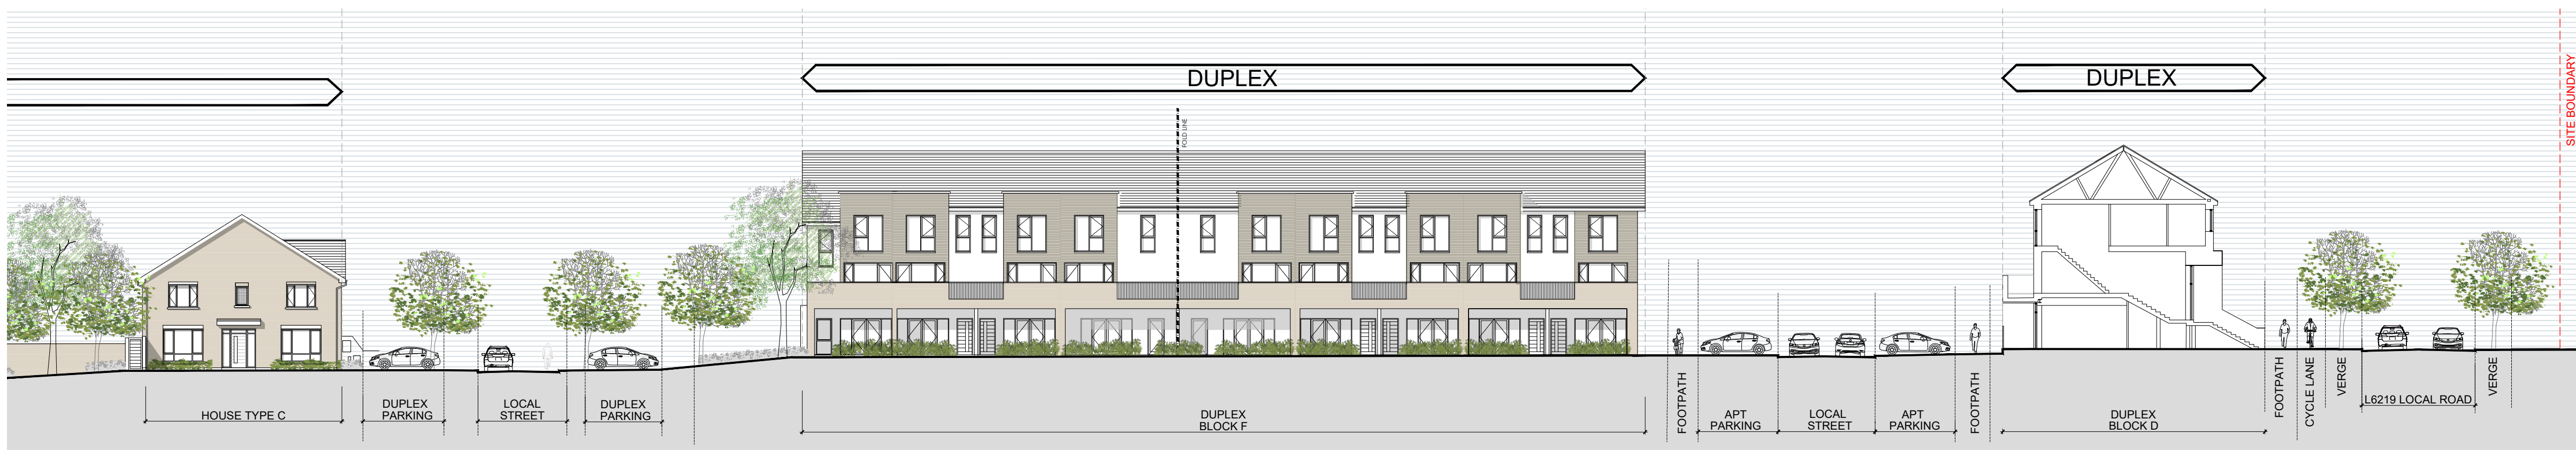 DUPLEX
DUPLEX
SITE BOUNDARY
FOLD LINE
HOUSE TYPE C
DUPLEX
PARKING
LOCAL
STREET
DUPLEX
PARKING
DUPLEX
BLOCK F
FOOTPATH
APT
PARKING
LOCAL
STREET
APT
PARKING
FOOTPATH
DUPLEX
BLOCK D
FOOTPATH
CYCLE LANE
VERGE
L6219 LOCAL ROAD
VERGE